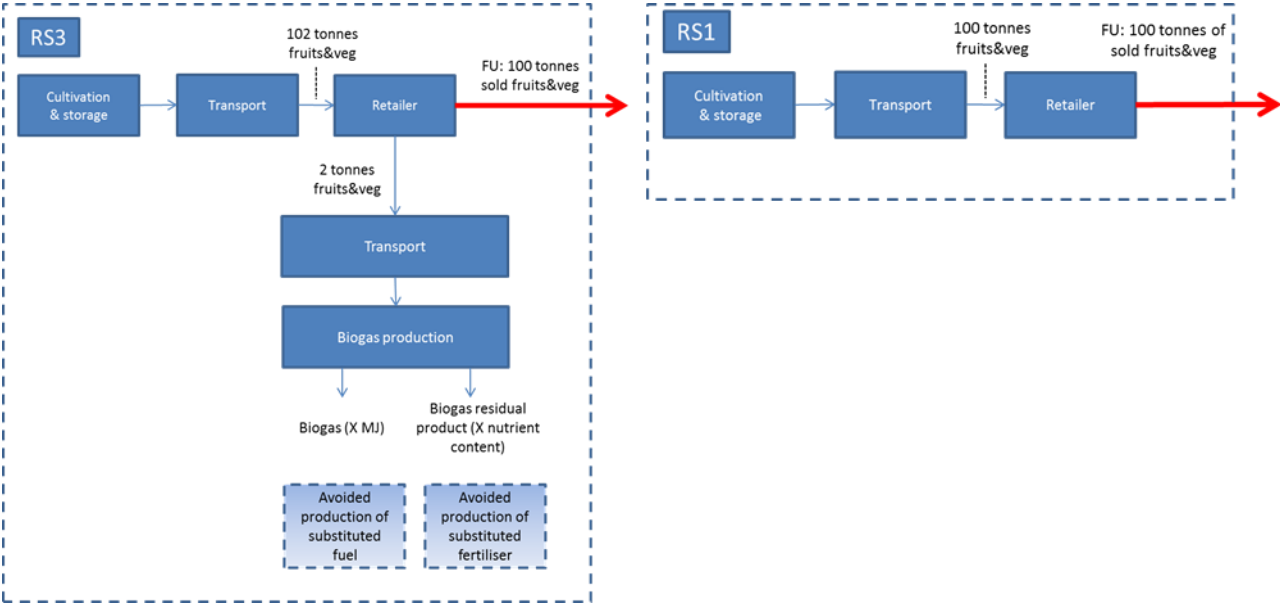 RS3
102 tonnes
fruits&veg
FU: 100 tonnes
sold fruits&veg
Cultivation
& storage
Transport
Retailer
2 tonnes
fruits&veg
Transport
Biogas production
Biogas (X MJ)
Biogas residual
product (X nutrient
content)
Avoided
production of
substituted
fuel
Avoided
production of
substituted
fertiliser
RS1
100 tonnes
fruits&veg
FU: 100 tonnes of
sold fruits&veg
Cultivation
& storage
Transport
Retailer